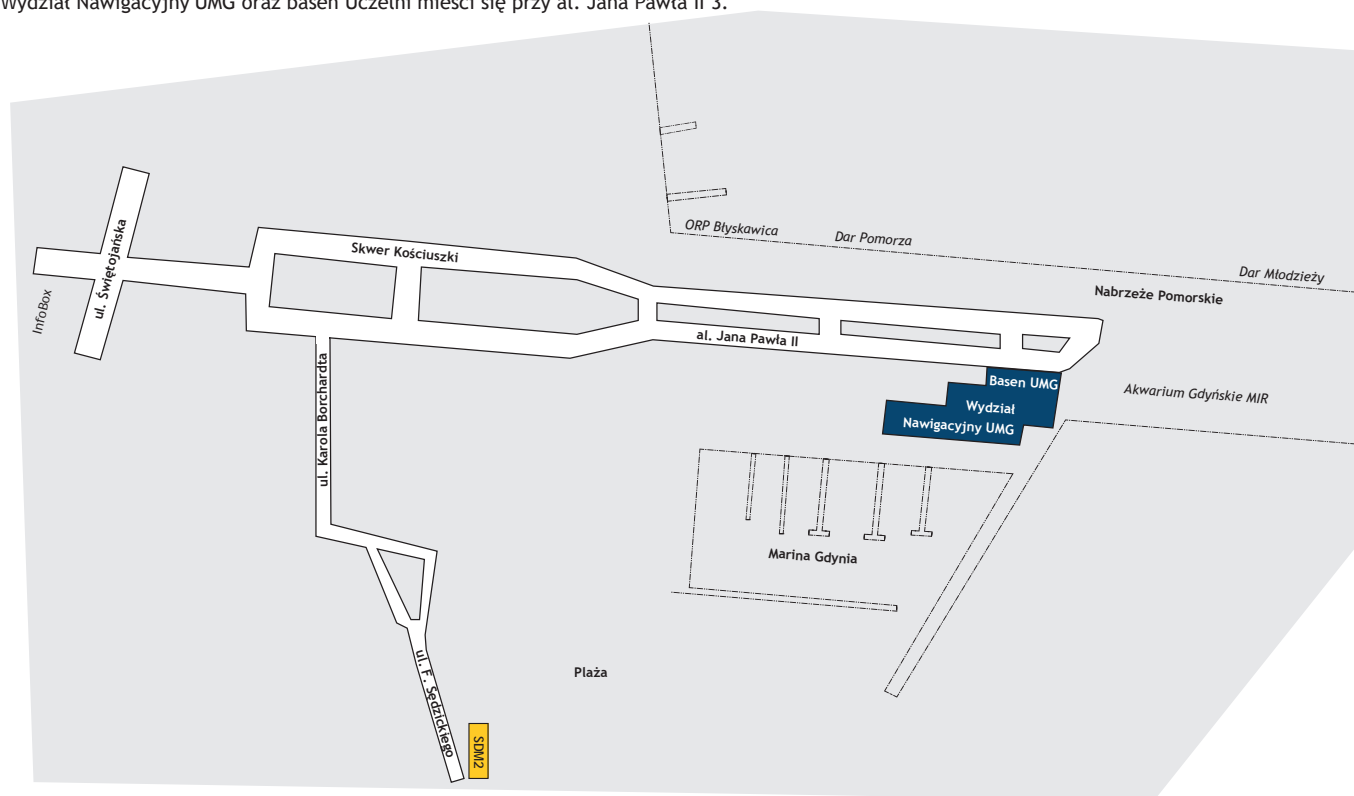 Wydział Nawigacyjny UMG oraz basen Uczelni mieści się przy al. Jana Pawła II 3.
ORP Błyskawica
Dar Pomorza
Dar Młodzieży
Nabrzeże Pomorskie
Skwer Kościuszki
ul. Świętojańska
InfoBox
al. Jana Pawła II
ul. Karola Borchardta
Basen UMG
Wydział
Nawigacyjny UMG
Akwarium Gdyńskie MIR
Marina Gdynia
Plaża
ul. F. Sędzickiego
SDM2